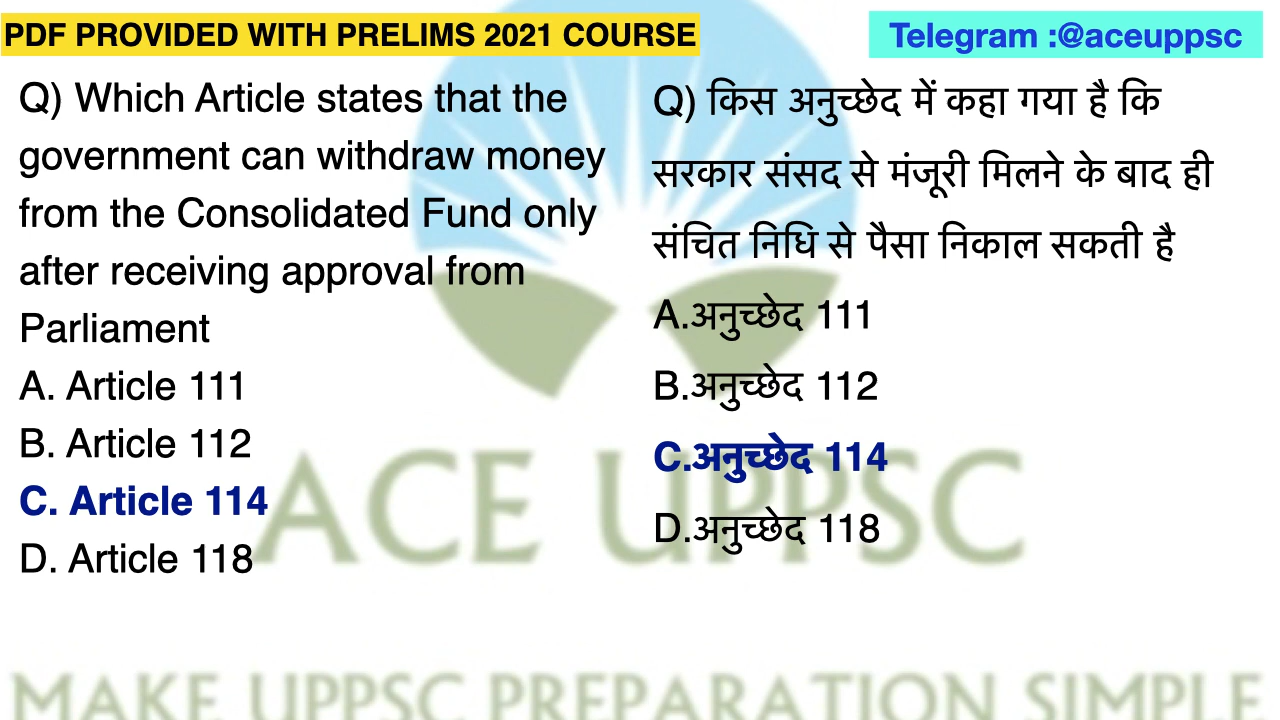 PDF PROVIDED WITH PRELIMS 2021 COURSE
Telegram :@aceuppsc
Q) Which Article states that the
government can withdraw money
from the Consolidated Fund only
after receiving approval from
Parliament
A. Article 111
B. Article 112
C. Article 114
D. Article 118
Q) किस अनुच्छेद में कहा गया है कि
सरकार संसद से मंजूरी मिलने के बाद ही
संचित निधि से पैसा निकाल सकती है
A.अनुच्छेद 111
B.अनुच्छेद 112
C.अनुच्छेद 114
D.अनुच्छेद 118
ACE UPPSC
MAKE UPPSC PREPARATION SIMPLE